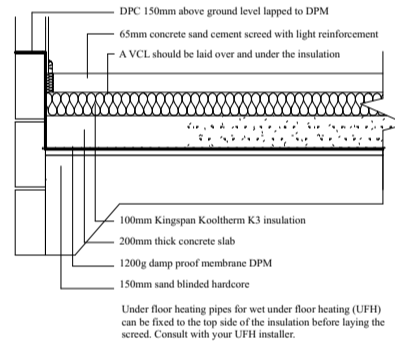 DPC 150mm above ground level lapped to DPM
65mm concrete sand cement screed with light reinforcement
A VCL should be laid over and under the insulation
100mm Kingspan Kooltherm K3 insulation
200mm thick concrete slab
1200g damp proof membrane DPM
150mm sand blinded hardcore
Under floor heating pipes for wet under floor heating (UFH)
can be fixed to the top side of the insulation before laying the
screed. Consult with your UFH installer.